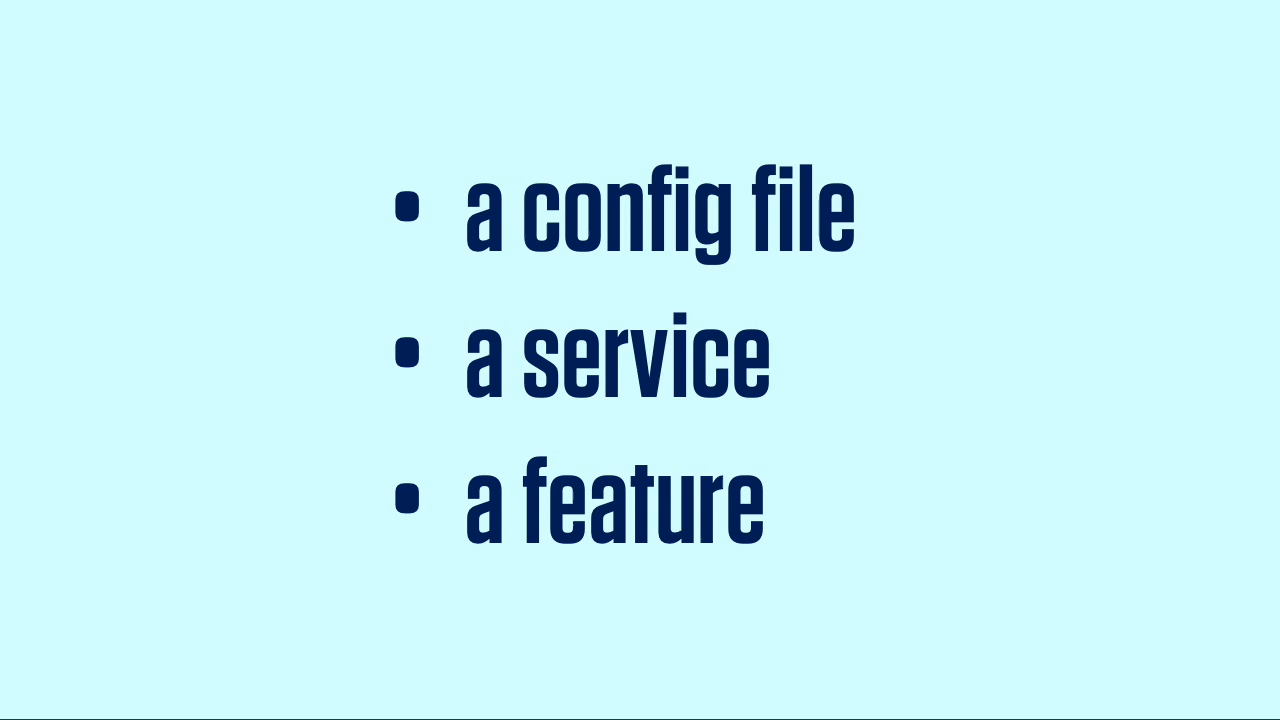 • a config file
• a service
• a feature